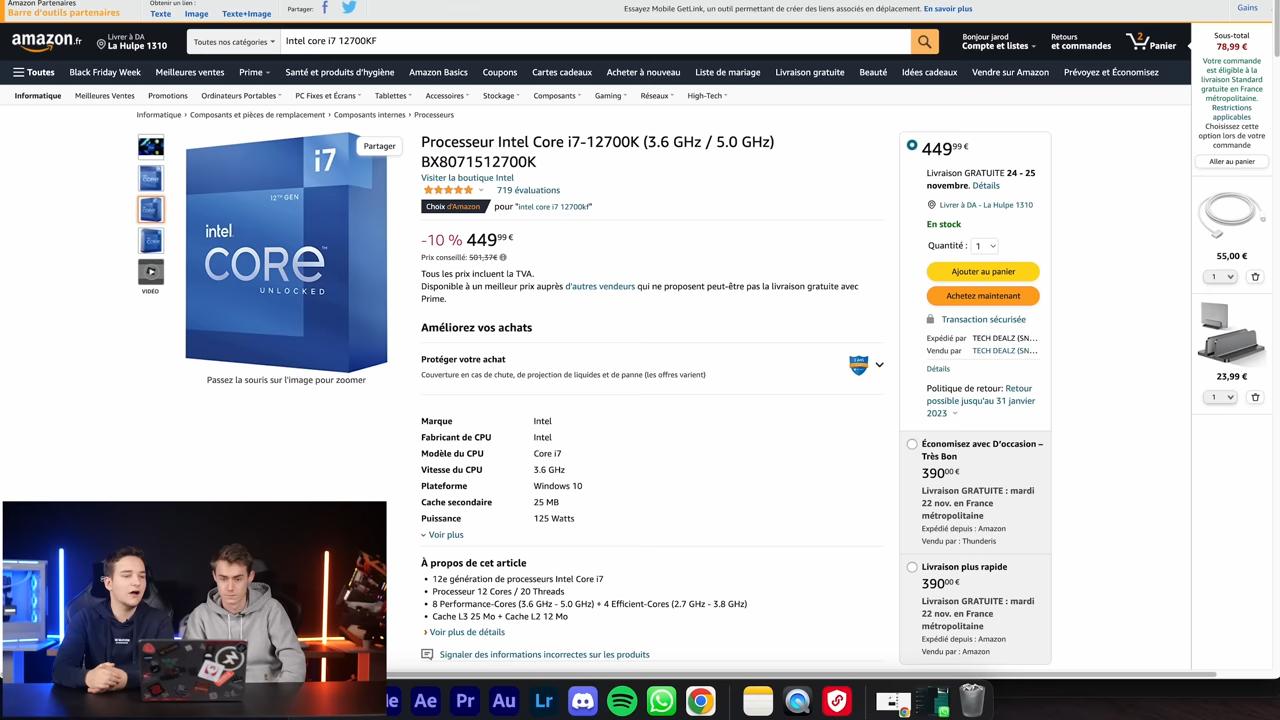 Amazon Partenaires
Barre d'outils partenaires
Obtenir un lien :
Texte Image Texte+Image
Partager:
Essayez Mobile GetLink, un outil permettant de créer des liens associés en déplacement. En savoir plus
Gains
amazon.fr
Livrer à DA
La Hulpe 1310
Toutes nos catégories
Intel core i7 12700KF
Bonjour jarod
Compte et listes
Retours
et commandes
2
Panier
Toutes
Black Friday Week
Meilleures ventes
Prime
Santé et produits d'hygiène
Amazon Basics
Coupons
Cartes cadeaux
Acheter à nouveau
Liste de mariage
Livraison gratuite
Beauté
Idées cadeaux
Vendre sur Amazon
Prévoyez et Économisez
Informatique
Meilleures Ventes
Promotions
Ordinateurs Portables
PC Fixes et Écrans
Tablettes
Accessoires
Stockage
Composants
Gaming
Réseaux
High-Tech
Informatique › Composants et pièces de remplacement › Composants internes › Processeurs
Partager
i7
12TH GEN
intel.
CORE™
UNLOCKED
VIDÉO
Passez la souris sur l'image pour zoomer
Processeur Intel Core i7-12700K (3.6 GHz / 5.0 GHz)
BX8071512700K
Visiter la boutique Intel
719 évaluations
Choix d'Amazon pour "intel core i7 12700kf"
-10 % 449,99 €
Prix conseillé: 501,37€
Tous les prix incluent la TVA.
Disponible à un meilleur prix auprès d'autres vendeurs qui ne proposent peut-être pas la livraison gratuite avec
Prime.
Améliorez vos achats
Protéger votre achat
Couverture en cas de chute, de projection de liquides et de panne (les offres varient)
Marque Intel
Fabricant de CPU Intel
Modèle du CPU Core i7
Vitesse du CPU 3.6 GHz
Plateforme Windows 10
Cache secondaire 25 MB
Puissance 125 Watts
Voir plus
À propos de cet article
• 12e génération de processeurs Intel Core i7
• Processeur 12 Cores / 20 Threads
• 8 Performance-Cores (3.6 GHz - 5.0 GHz) + 4 Efficient-Cores (2.7 GHz - 3.8 GHz)
• Cache L3 25 Mo + Cache L2 12 Mo
› Voir plus de détails
Signaler des informations incorrectes sur les produits
449,99 €
Livraison GRATUITE 24 - 25
novembre. Détails
Livrer à DA - La Hulpe 1310
En stock
Quantité : 1
Ajouter au panier
Achetez maintenant
Transaction sécurisée
Expédié par TECH DEALZ (SN...
Vendu par TECH DEALZ (SN...
Détails
Politique de retour: Retour
possible jusqu'au 31 janvier
2023
Économisez avec D'occasion –
Très Bon
390,00 €
Livraison GRATUITE : mardi
22 nov. en France
métropolitaine
Expédié depuis : Amazon
Vendu par : Thunderis
Livraison plus rapide
390,00 €
Livraison GRATUITE : mardi
22 nov. en France
métropolitaine
Expédié depuis : Amazon
Vendu par : Amazon
Sous-total
78,99 €
Votre commande
est éligible à la
livraison Standard
gratuite en France
métropolitaine.
Restrictions
applicables
Choisissez cette
option lors de votre
commande
Aller au panier
55,00 €
1
23,99 €
1
Ae Pr Au Lr